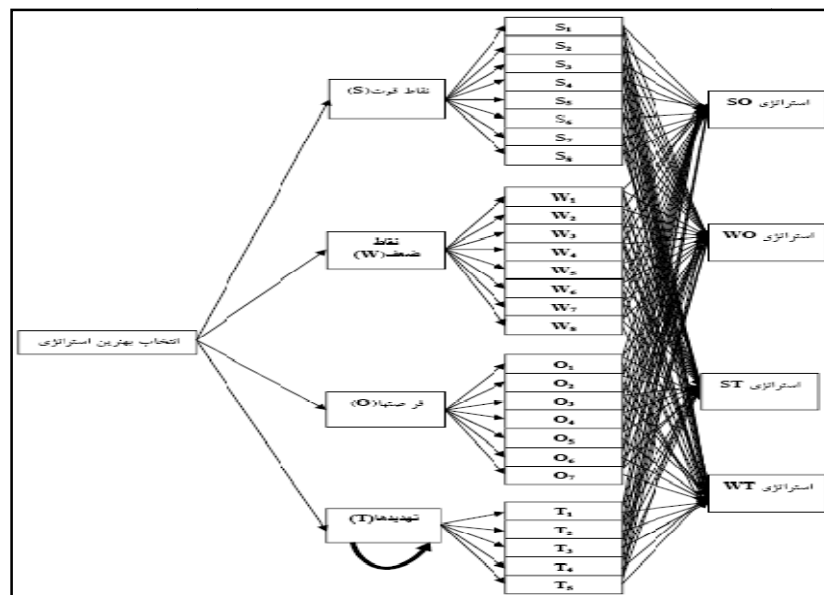 انتخاب بهترین استراتژی
نقاط قوت(S)
نقاط
ضعف(W)
فرصتها(O)
تهدیدها(T)
S₁
S₂
S₃
S₄
S₅
S₆
S₇
S₈
W₁
W₂
W₃
W₄
W₅
W₆
W₇
W₈
O₁
O₂
O₃
O₄
O₅
O₆
O₇
T₁
T₂
T₃
T₄
T₅
استراتژی SO
استراتژی WO
استراتژی ST
استراتژی WT